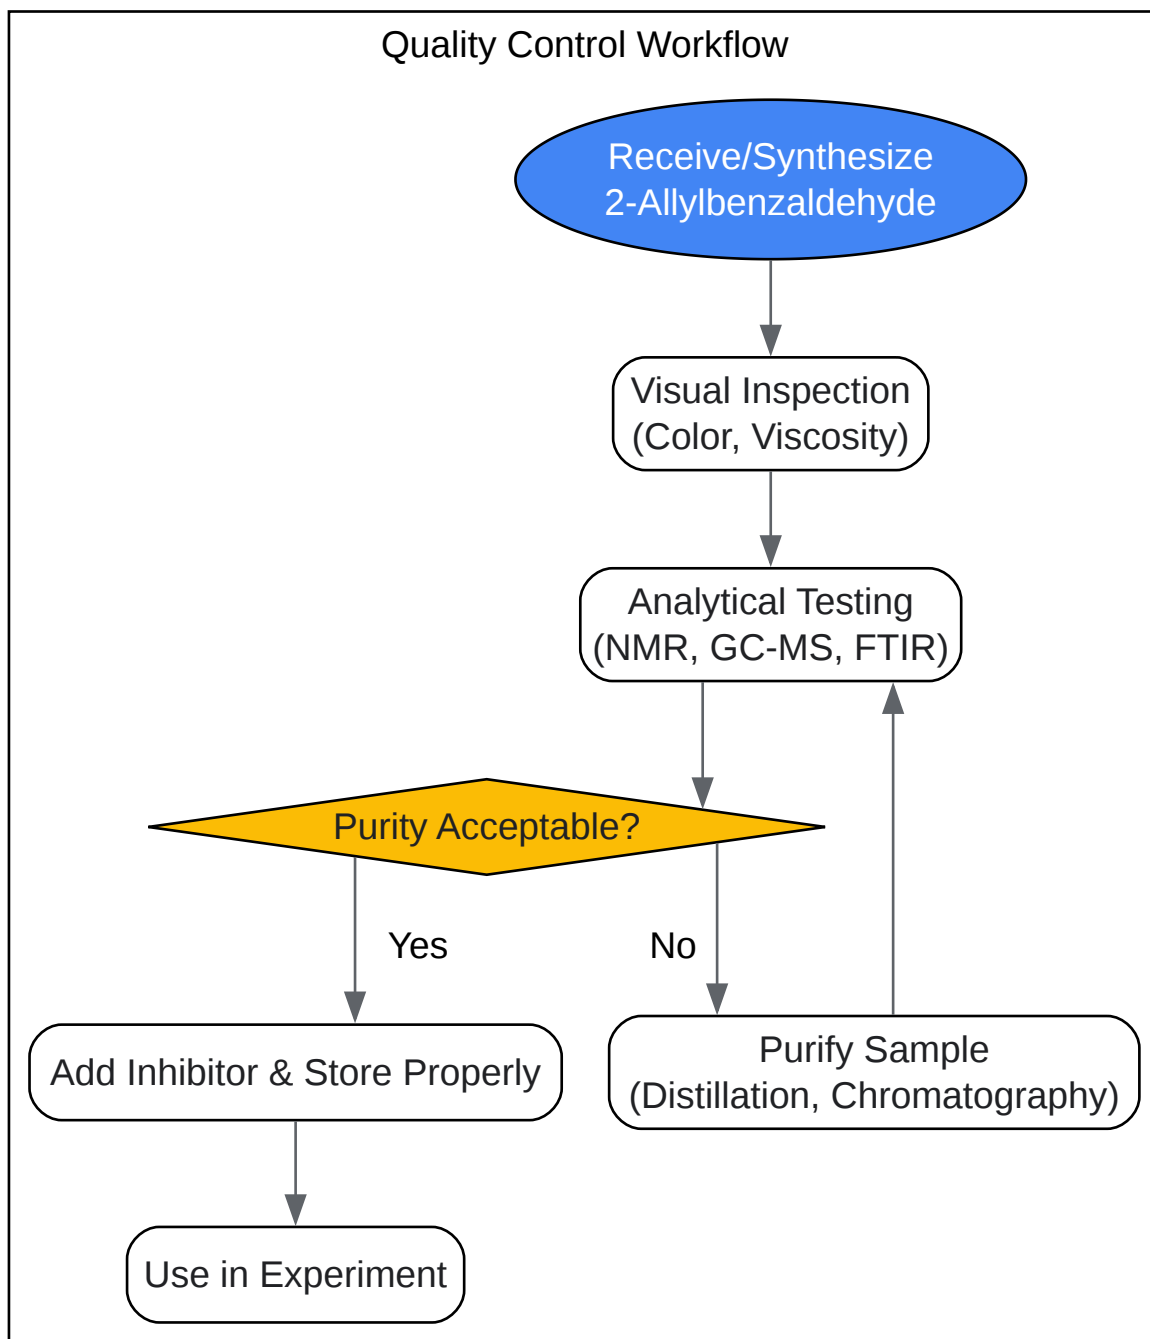 Quality Control Workflow
Receive/Synthesize
2-Allylbenzaldehyde
Visual Inspection
(Color, Viscosity)
Analytical Testing
(NMR, GC-MS, FTIR)
Purity Acceptable?
Yes
No
Add Inhibitor & Store Properly
Purify Sample
(Distillation, Chromatography)
Use in Experiment